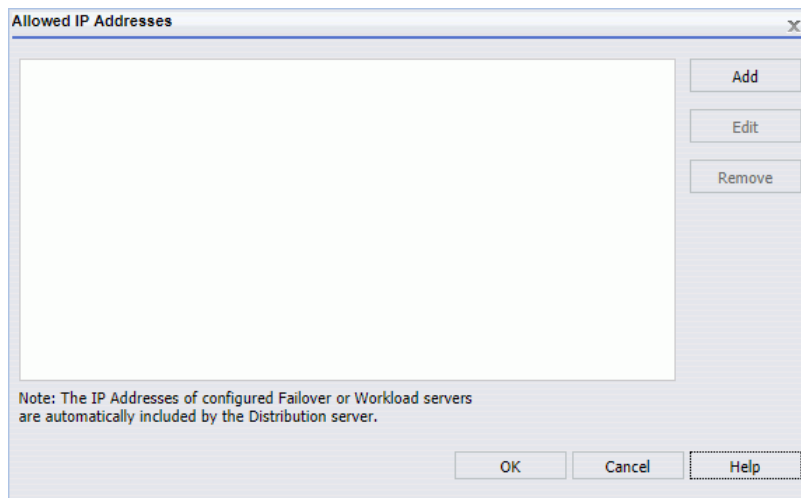 Allowed IP Addresses
x
Add
Edit
Remove
Note: The IP Addresses of configured Failover or Workload servers
are automatically included by the Distribution server.
OK Cancel Help